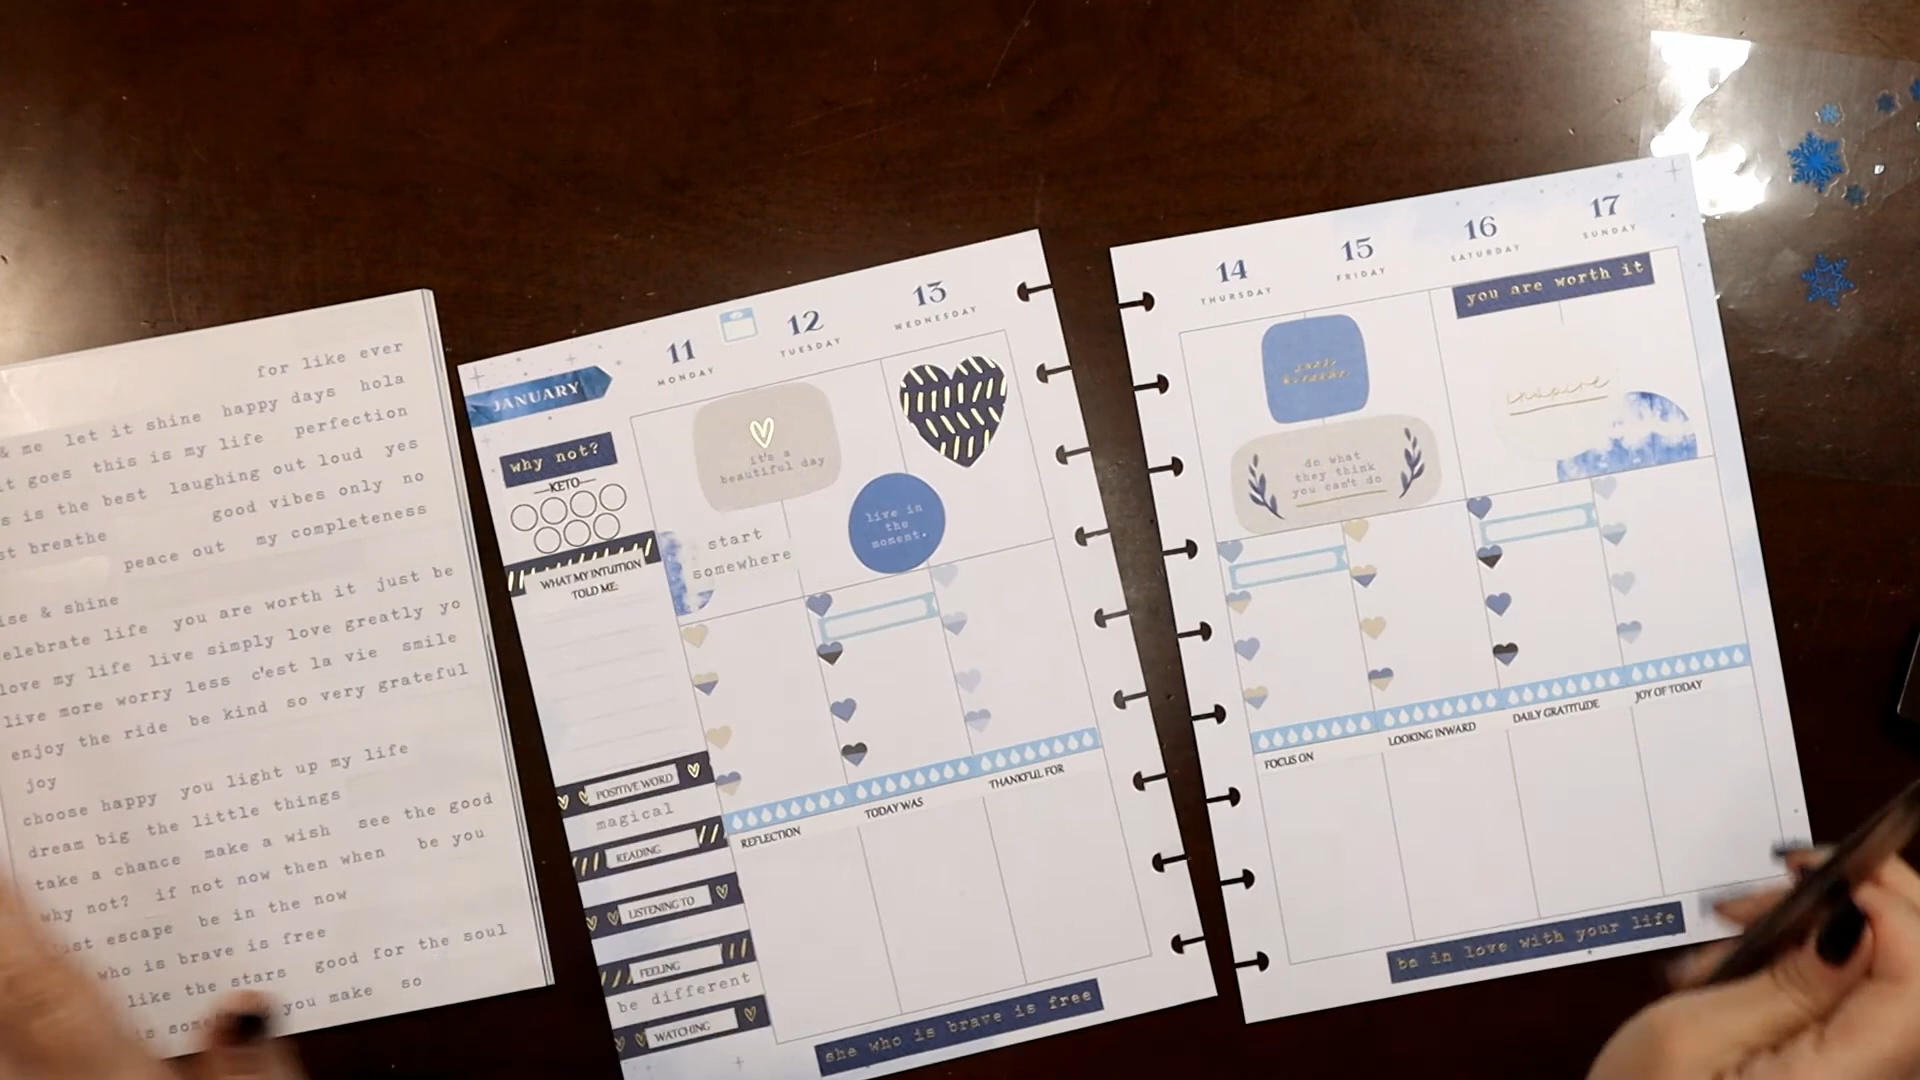 for like ever
& me let it shine happy days hola
it goes this is my life perfection
is the best laughing out loud yes
good vibes only no
breathe
peace out my completeness
& shine
celebrate life you are worth it just be
love my life live simply love greatly yo
live more worry less c'est la vie smile
enjoy the ride be kind so very grateful
joy
choose happy you light up my life
dream big the little things
take a chance make a wish see the good
why not? if not now then when be you
just escape be in the now
who is brave is free
like the stars good for the soul
you make so
JANUARY
11
MONDAY
12
TUESDAY
13
WEDNESDAY
why not?
KETO
WHAT MY INTUITION
TOLD ME:
it's a
beautiful day
start
somewhere
live in
the
moment.
POSITIVE WORD
magical
READING
LISTENING TO
FEELING
be different
WATCHING
REFLECTION
TODAY WAS
THANKFUL FOR
she who is brave is free
14
THURSDAY
15
FRIDAY
16
SATURDAY
17
SUNDAY
you are worth it
just
breathe
do what
they think
you can't do
inspire
FOCUS ON
LOOKING INWARD
DAILY GRATITUDE
JOY OF TODAY
be in love with your life